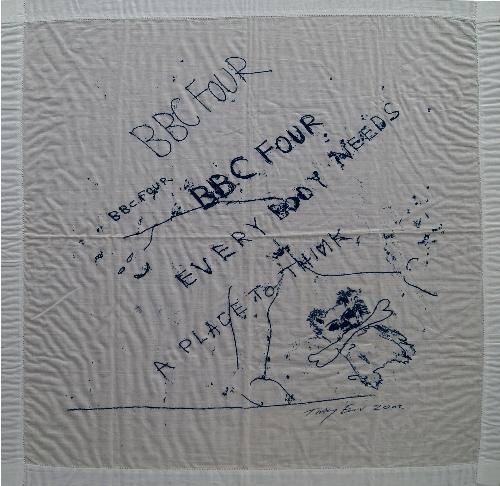 BBC FOUR
BBC FOUR
BBC FOUR
EVERY BODY NEEDS
A PLACE TO THINK